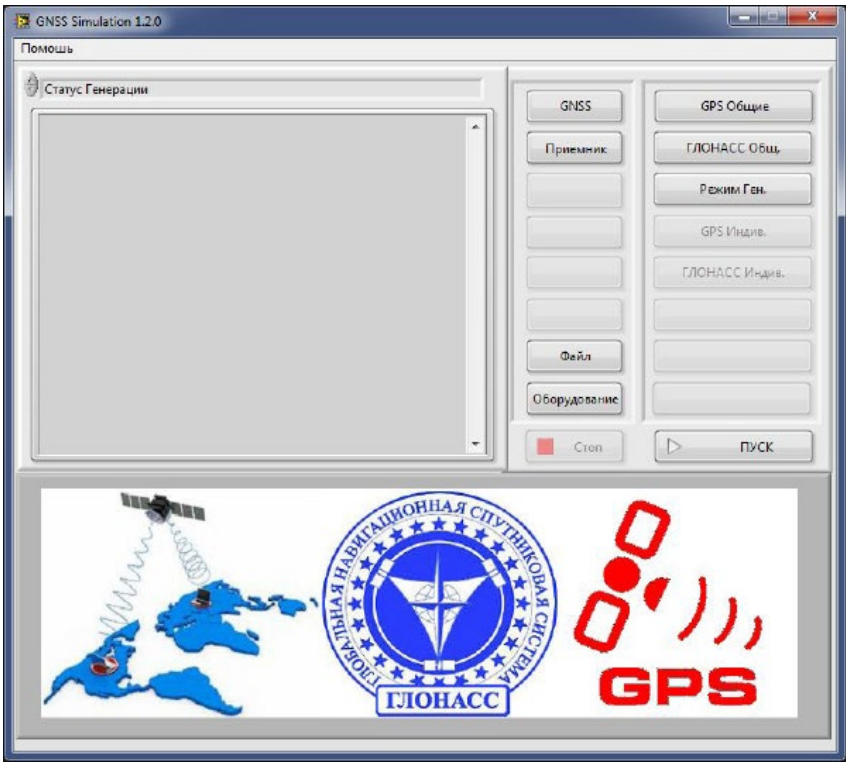 GNSS Simulation 1.2.0
Помошь
Статус Генерации
GNSS
GPS Общие
Приемник
ГЛОНАСС Общ.
Режим Ген.
GPS Индив.
ГЛОНАСС Индив.
Файл
Оборудование
Стоп
ПУСК
ГЛОБАЛЬНАЯ НАВИГАЦИОННАЯ СПУТНИКОВАЯ СИСТЕМА
ГЛОНАСС
GPS